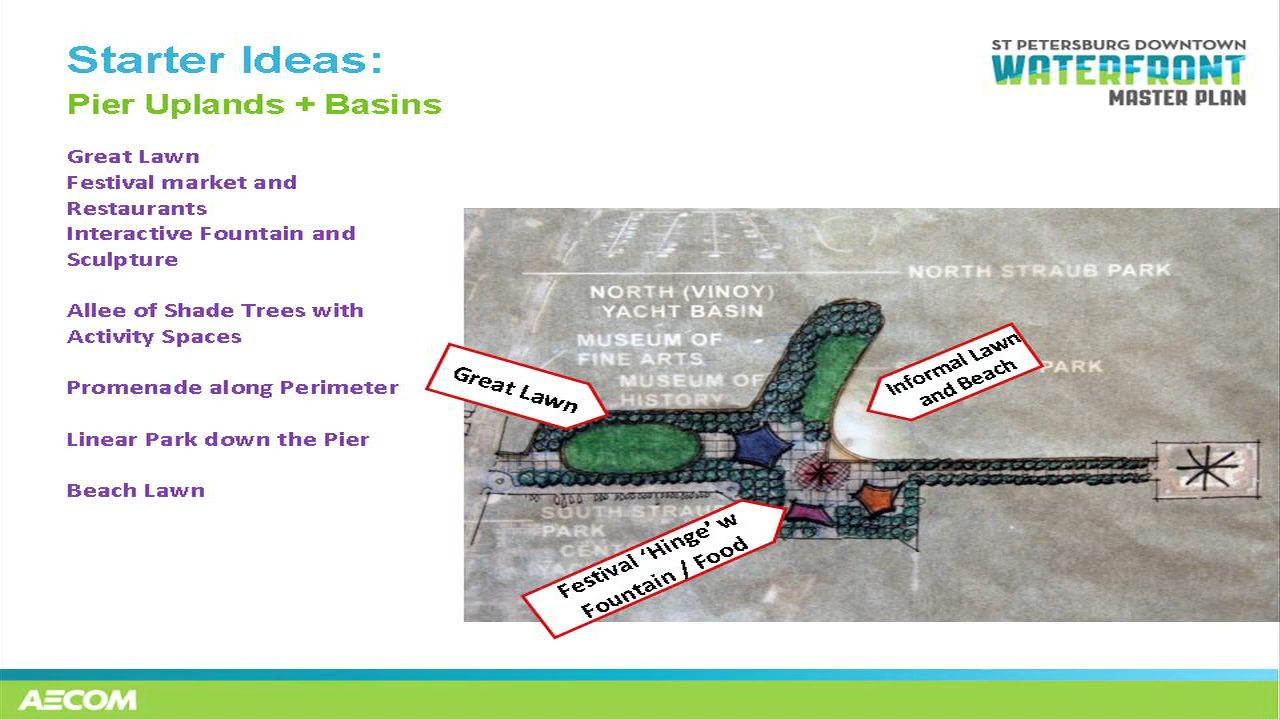 Starter Ideas:
Pier Uplands + Basins
ST PETERSBURG DOWNTOWN
WATERFRONT
MASTER PLAN
Great Lawn
Festival market and
Restaurants
Interactive Fountain and
Sculpture
Allee of Shade Trees with
Activity Spaces
Promenade along Perimeter
Linear Park down the Pier
Beach Lawn
NORTH STRAUB PARK
NORTH (VINOY)
YACHT BASIN
MUSEUM OF
FINE ARTS
MUSEUM OF
HISTORY
PARK
Great Lawn
Informal Lawn
and Beach
SOUTH STRAU
PARK
CEN
Festival ‘Hinge’ w
Fountain / Food
AECOM